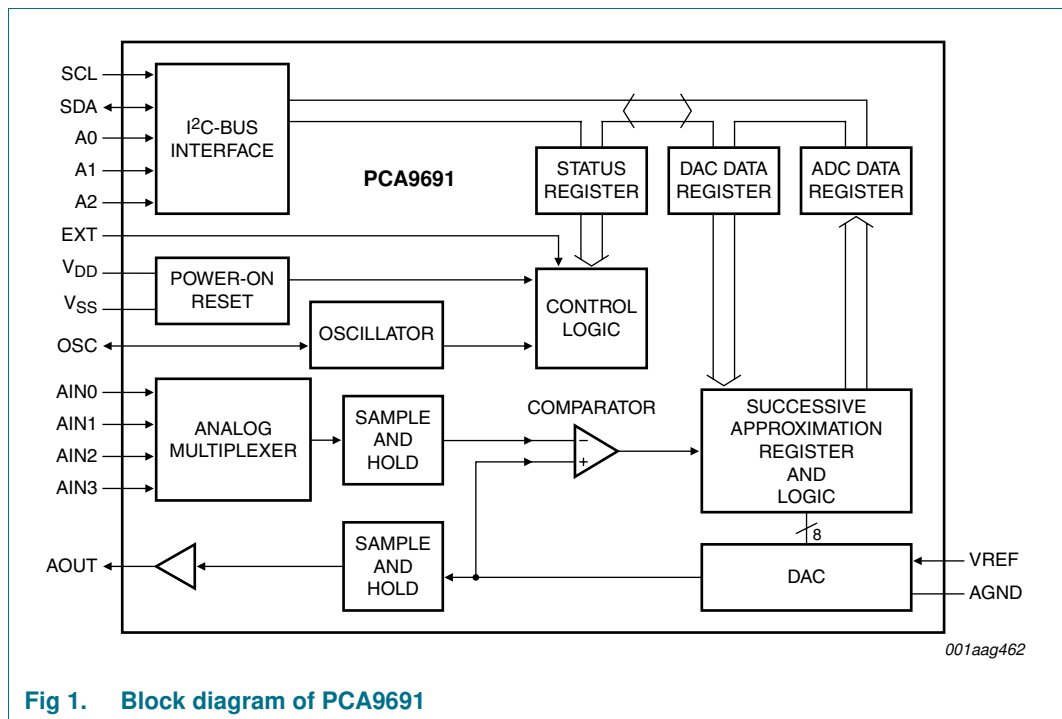 SCL
SDA
A0
A1
A2
EXT
VDD
VSS
OSC
AIN0
AIN1
AIN2
AIN3
AOUT
I2C-BUS
INTERFACE
PCA9691
STATUS
REGISTER
DAC DATA
REGISTER
ADC DATA
REGISTER
POWER-ON
RESET
OSCILLATOR
CONTROL
LOGIC
ANALOG
MULTIPLEXER
SAMPLE
AND
HOLD
COMPARATOR
−
+
SUCCESSIVE
APPROXIMATION
REGISTER
AND
LOGIC
8
SAMPLE
AND
HOLD
DAC
VREF
AGND
001aag462
Fig 1. Block diagram of PCA9691